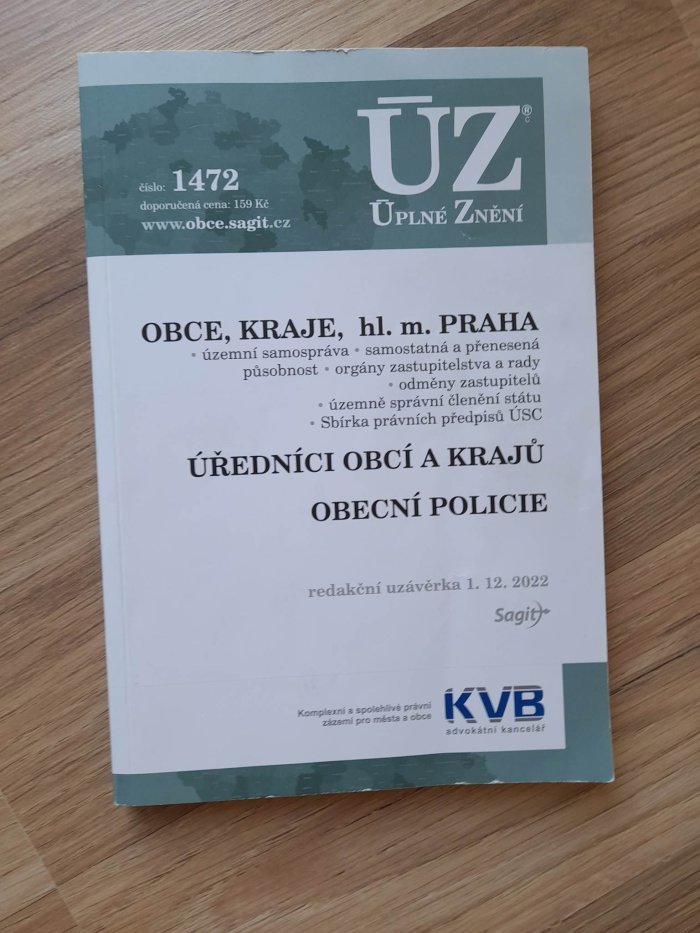 ÚZ®
C
ÚPLNÉ ZNĚNÍ
číslo: 1472
doporučená cena: 159 Kč
www.obce.sagit.cz
OBCE, KRAJE, hl. m. PRAHA
• územní samospráva • samostatná a přenesená
působnost • orgány zastupitelstva a rady
• odměny zastupitelů
• územně správní členění státu
• Sbírka právních předpisů ÚSC
ÚŘEDNÍCI OBCÍ A KRAJŮ
OBECNÍ POLICIE
redakční uzávěrka 1. 12. 2022
Sagit
Komplexní a spolehlivé právní
zázemí pro města a obce
KVB
advokátní kancelář